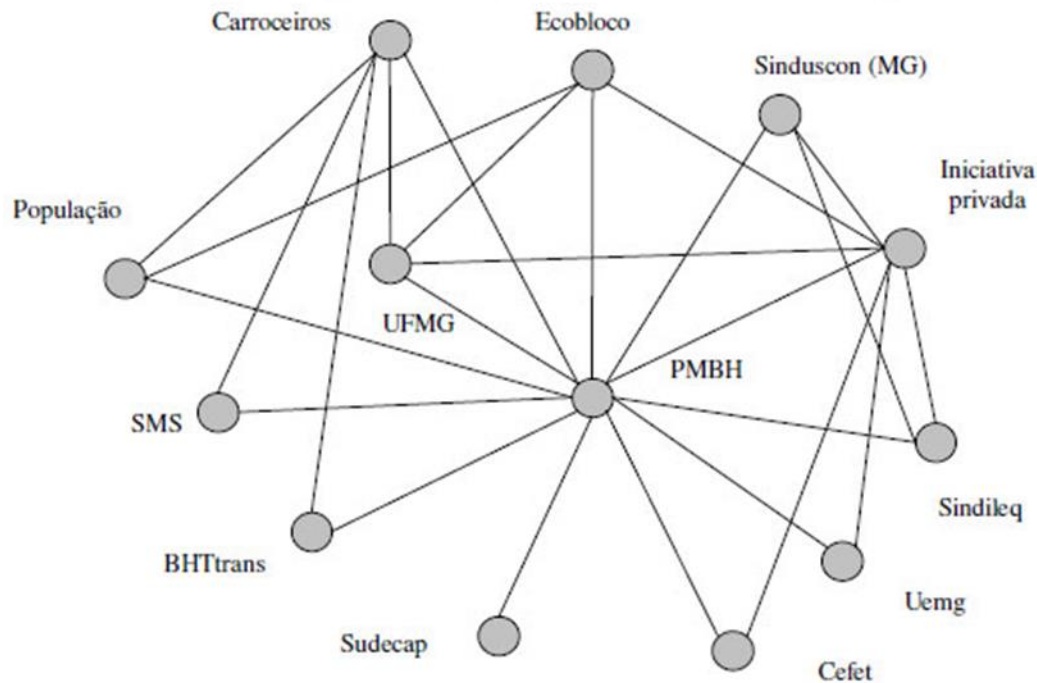 Carroceiros
Ecobloco
Sinduscon (MG)
Iniciativa
privada
População
UFMG
PMBH
SMS
Sindileq
BHTtrans
Uemg
Sudecap
Cefet